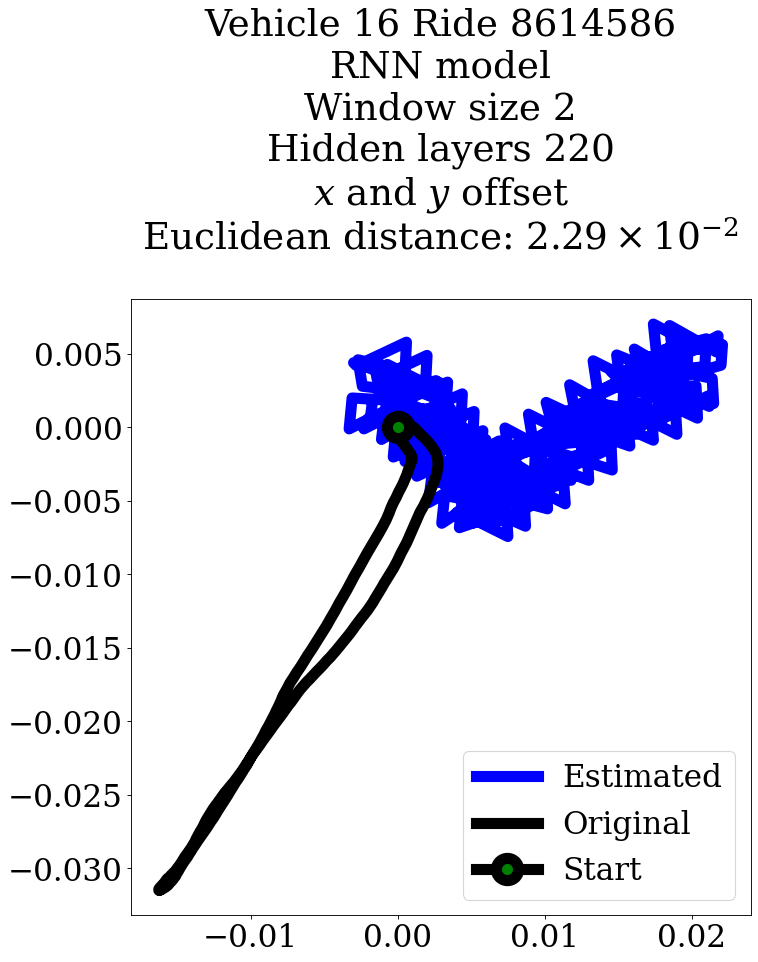 Vehicle 16 Ride 8614586
RNN model
Window size 2
Hidden layers 220
x and y offset
Euclidean distance: 2.29 × 10⁻²
0.005
0.000
−0.005
−0.010
−0.015
−0.020
−0.025
−0.030
Estimated
Original
Start
−0.01 0.00 0.01 0.02